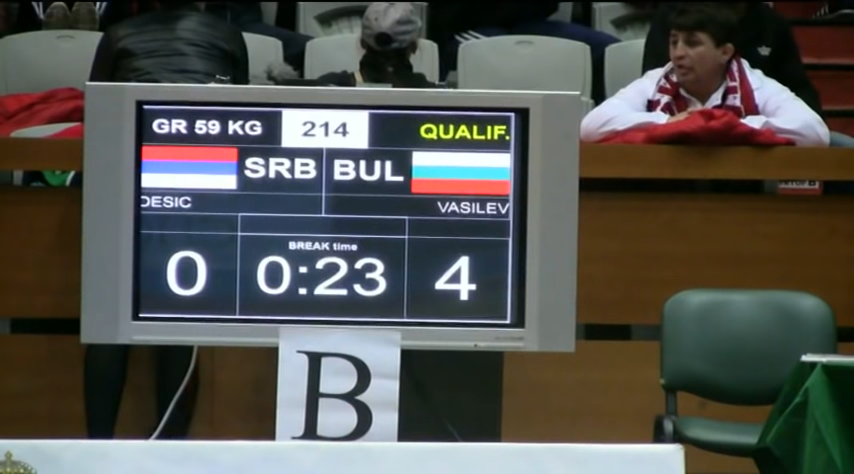 GR 59 KG 214 QUALIF.
SRB BUL
DESIC VASILEV
BREAK time
0 0:23 4
B